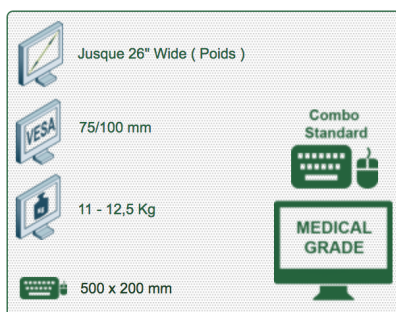 Jusque 26" Wide ( Poids )
VESA
75/100 mm
Combo
Standard
KG
11 - 12,5 Kg
MEDICAL
GRADE
500 x 200 mm